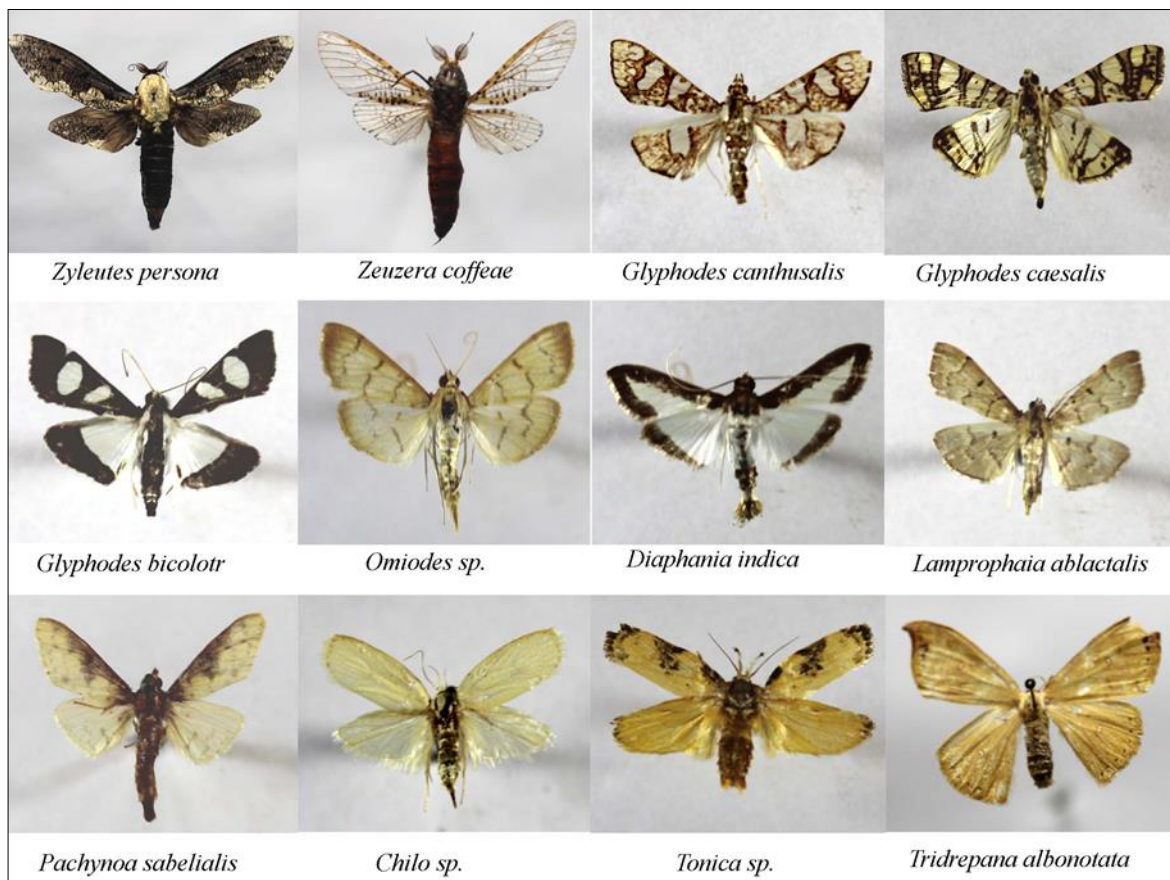 Zyleutes persona
Zeuzera coffeae
Glyphodes canthusalis
Glyphodes caesalis
Glyphodes bicolotr
Omiodes sp.
Diaphania indica
Lamprophaia ablactalis
Pachynoa sabelialis
Chilo sp.
Tonica sp.
Tridrepana albonotata